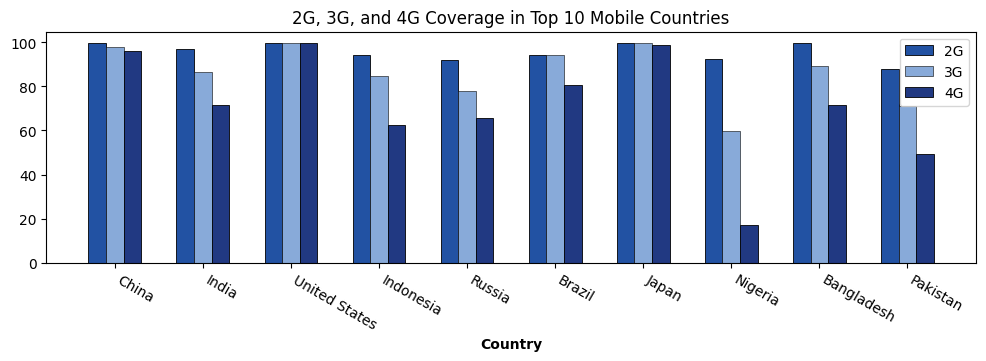 2G, 3G, and 4G Coverage in Top 10 Mobile Countries
100
80
60
40
20
0
2G
3G
4G
China
India
United States
Indonesia
Russia
Brazil
Japan
Nigeria
Bangladesh
Pakistan
Country